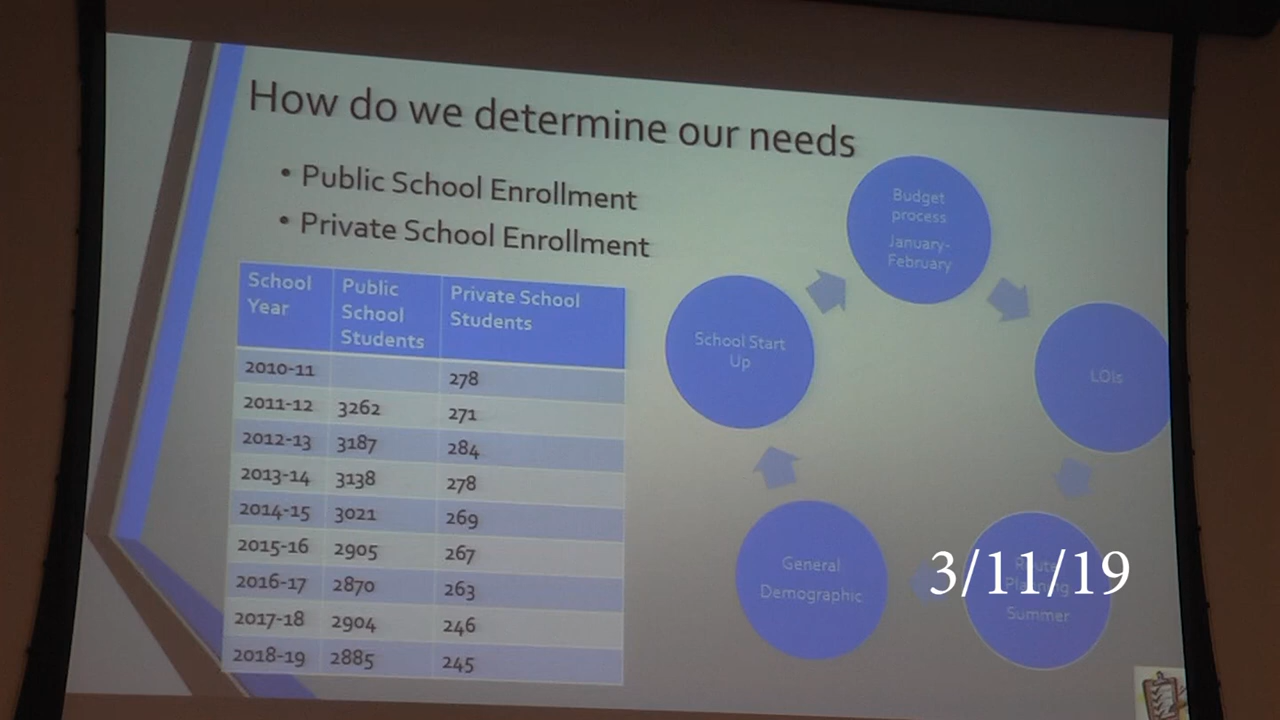 How do we determine our needs
• Public School Enrollment
• Private School Enrollment
School Year | Public School Students | Private School Students
2010-11 | | 278
2011-12 | 3262 | 271
2012-13 | 3187 | 284
2013-14 | 3138 | 278
2014-15 | 3021 | 269
2015-16 | 2905 | 267
2016-17 | 2870 | 263
2017-18 | 2904 | 246
2018-19 | 2885 | 245
Budget
process
January-
February
LOIs
Route
Planning
Summer
General
Demographic
School Start
Up
3/11/19